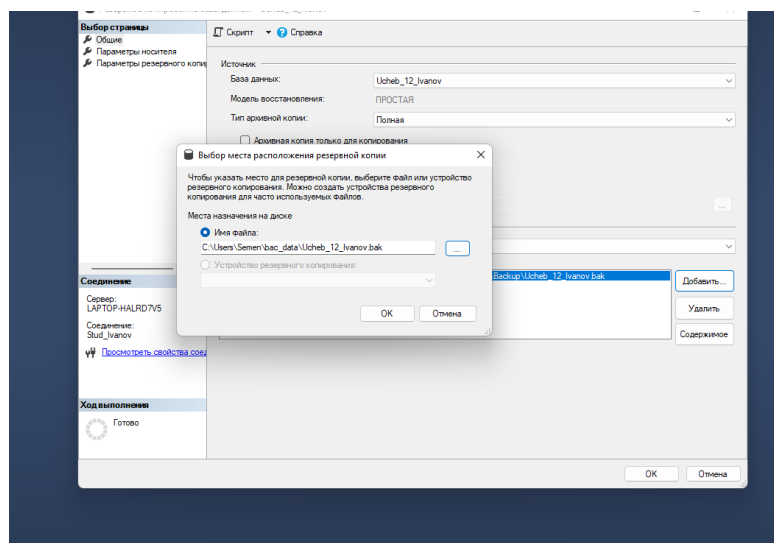 Выбор страницы
Общие
Параметры носителя
Параметры резервного копи
Скрипт
Справка
Источник
База данных:
Ucheb_12_Ivanov
Модель восстановления:
ПРОСТАЯ
Тип архивной копии:
Полная
Архивная копия только для копирования
Выбор места расположения резервной копии
Чтобы указать место для резервной копии, выберите файл или устройство
резервного копирования. Можно создать устройства резервного
копирования для часто используемых файлов.
Места назначения на диске
Имя файла:
C:\Users\Semen\bac_data\Ucheb_12_Ivanov.bak
...
Устройство резервного копирования:
ОК
Отмена
...
Backup\Ucheb_12_Ivanov.bak
Добавить...
Удалить
Содержимое
Соединение
Сервер:
LAPTOP-HALRD7V5
Соединение:
Stud_Ivanov
Просмотреть свойства соед
Ход выполнения
Готово
ОК
Отмена